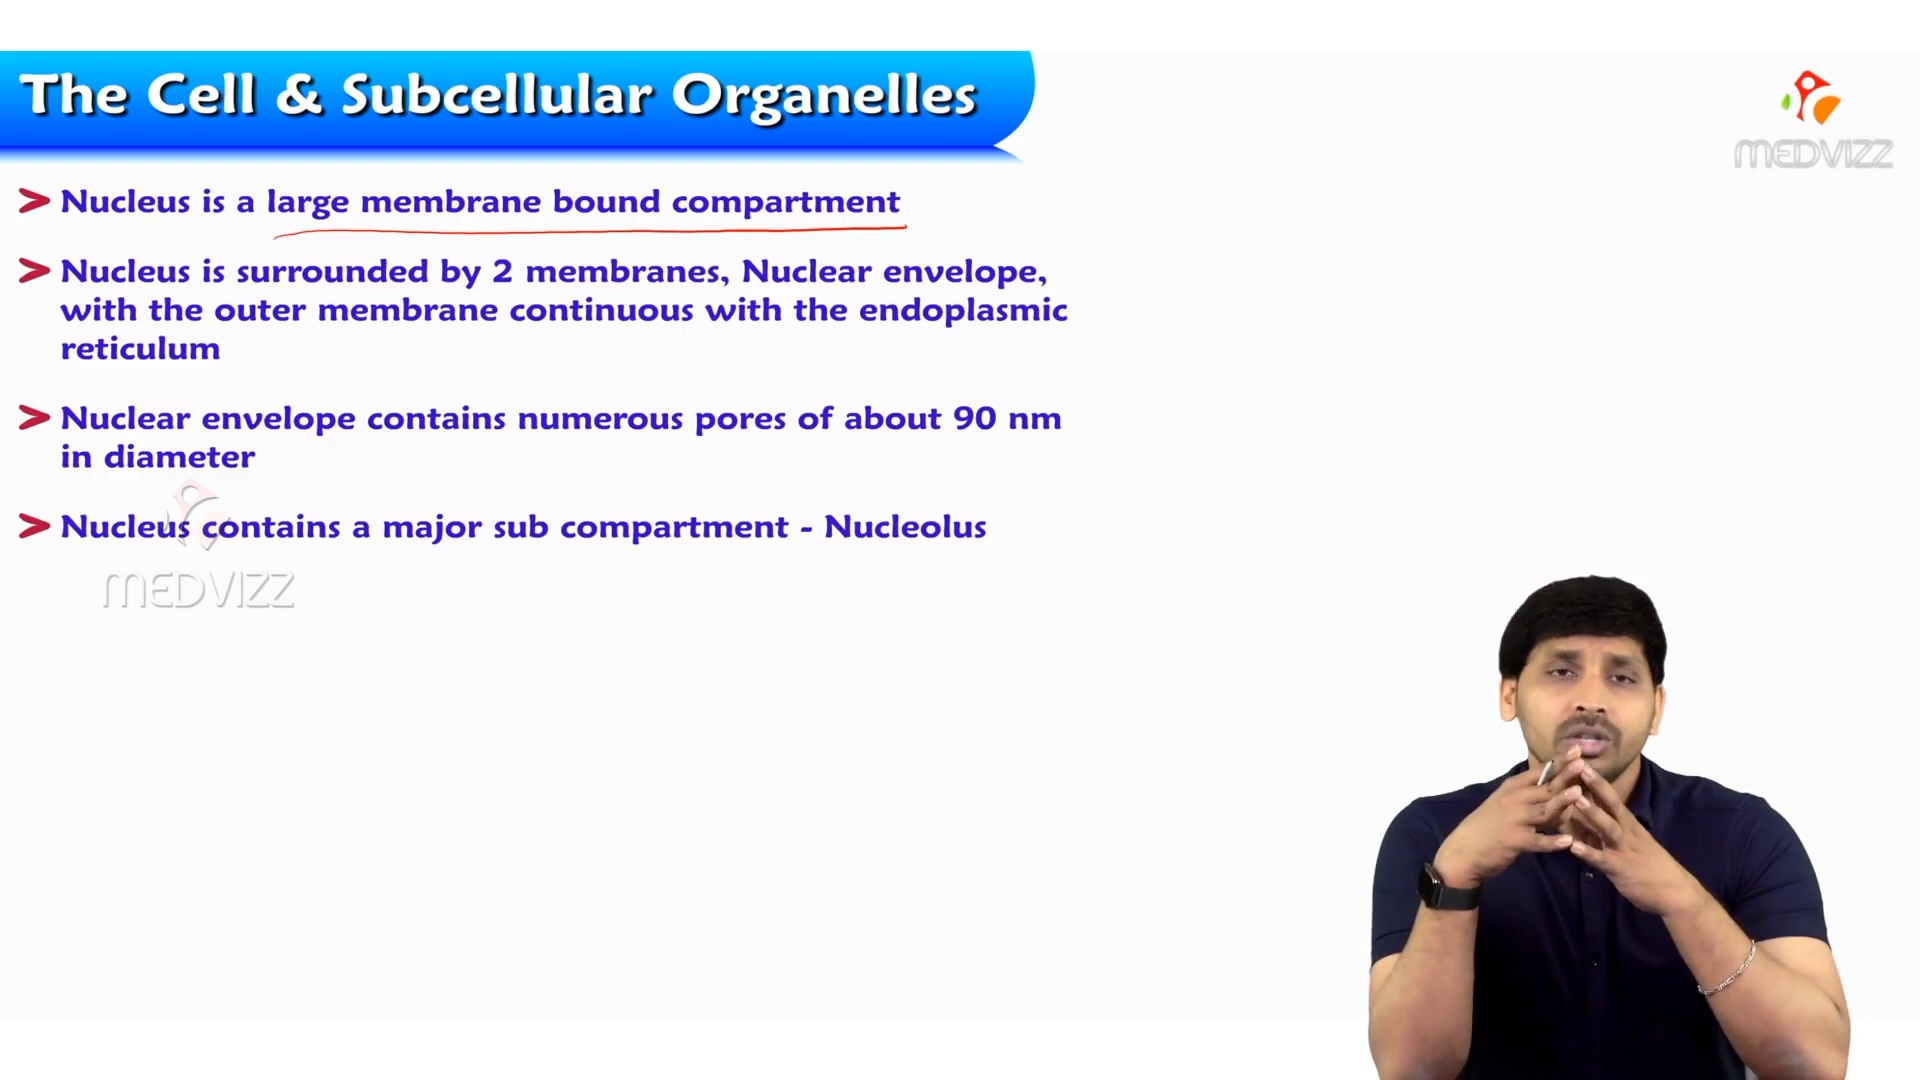 The Cell & Subcellular Organelles
MEDVIZZ
Nucleus is a large membrane bound compartment
Nucleus is surrounded by 2 membranes, Nuclear envelope,
with the outer membrane continuous with the endoplasmic
reticulum
Nuclear envelope contains numerous pores of about 90 nm
in diameter
Nucleus contains a major sub compartment - Nucleolus
MEDVIZZ